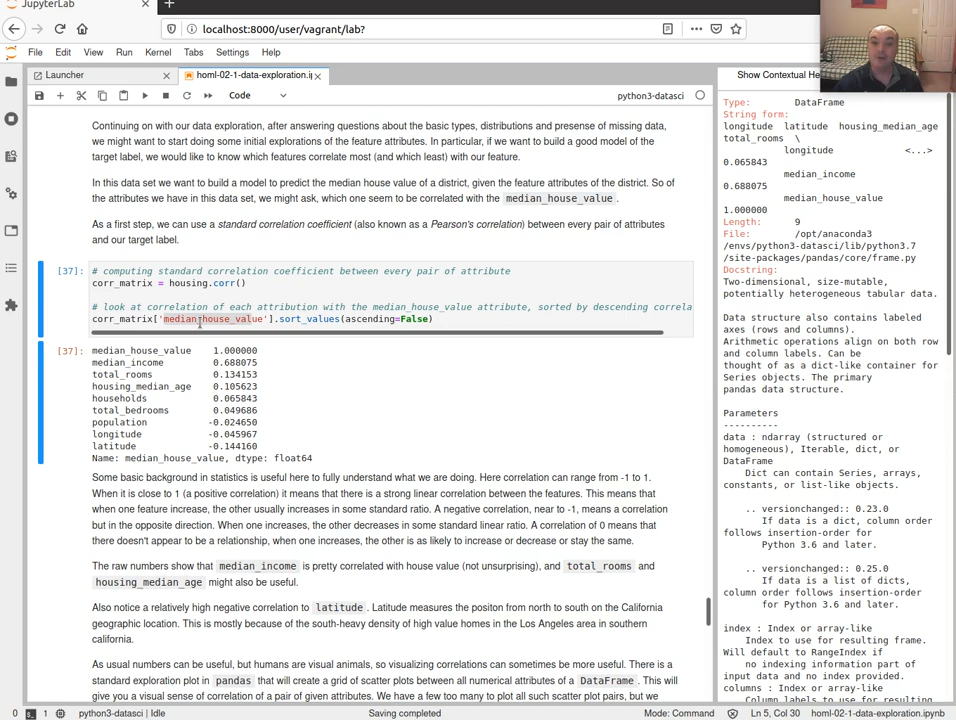 JupyterLab
localhost:8000/user/vagrant/lab?
File Edit View Run Kernel Tabs Settings Help
Launcher
homl-02-1-data-exploration.i
Show Contextual He
Code
python3-datasci
Continuing on with our data exploration, after answering questions about the basic types, distributions and presense of missing data,
we might want to start doing some initial explorations of the feature attributes. In particular, if we want to build a good model of the
target label, we would like to know which features correlate most (and which least) with our feature.
In this data set we want to build a model to predict the median house value of a district, given the feature attributes of the district. So of
the attributes we have in this data set, we might ask, which one seem to be correlated with the median_house_value .
As a first step, we can use a standard correlation coefficient (also known as a Pearson's correlation) between every pair of attributes
and our target label.
[37]: # computing standard correlation coefficient between every pair of attribute
corr_matrix = housing.corr()
# look at correlation of each attribution with the median_house_value attribute, sorted by descending correla
corr_matrix['median_house_value'].sort_values(ascending=False)
[37]: median_house_value 1.000000
median_income 0.688075
total_rooms 0.134153
housing_median_age 0.105623
households 0.065843
total_bedrooms 0.049686
population -0.024650
longitude -0.045967
latitude -0.144160
Name: median_house_value, dtype: float64
Some basic background in statistics is useful here to fully understand what we are doing. Here correlation can range from -1 to 1.
When it is close to 1 (a positive correlation) it means that there is a strong linear correlation between the features. This means that
when one feature increase, the other usually increases in some standard ratio. A negative correlation, near to -1, means a correlation
but in the opposite direction. When one increases, the other decreases in some standard linear ratio. A correlation of 0 means that
there doesn't appear to be a relationship, when one increases, the other is as likely to increase or decrease or stay the same.
The raw numbers show that median_income is pretty correlated with house value (not unsurprising), and total_rooms and
housing_median_age might also be useful.
Also notice a relatively high negative correlation to latitude . Latitude measures the positon from north to south on the California
geographic location. This is mostly because of the south-heavy density of high value homes in the Los Angeles area in southern
california.
As usual numbers can be useful, but humans are visual animals, so visualizing correlations can sometimes be more useful. There is a
standard exploration plot in pandas that will create a grid of scatter plots between all numerical attributes of a DataFrame . This will
give you a visual sense of correlation of a pair of given attributes. We have a few too many to plot all such scatter plot pairs, but we
Type: DataFrame
String form:
longitude latitude housing_median_age
total_rooms \
longitude <...>
0.065843
median_income
0.688075
median_house_value
1.000000
Length: 9
File: /opt/anaconda3
/envs/python3-datasci/lib/python3.7
/site-packages/pandas/core/frame.py
Docstring:
Two-dimensional, size-mutable,
potentially heterogeneous tabular data.
Data structure also contains labeled
axes (rows and columns).
Arithmetic operations align on both row
and column labels. Can be
thought of as a dict-like container for
Series objects. The primary
pandas data structure.
Parameters
----------
data : ndarray (structured or
homogeneous), Iterable, dict, or
DataFrame
Dict can contain Series, arrays,
constants, or list-like objects.
.. versionchanged:: 0.23.0
If data is a dict, column order
follows insertion-order for
Python 3.6 and later.
.. versionchanged:: 0.25.0
If data is a list of dicts,
column order follows insertion-order
for Python 3.6 and later.
index : Index or array-like
Index to use for resulting frame.
Will default to RangeIndex if
no indexing information part of
input data and no index provided.
columns : Index or array-like
Column labels to use for resulting
0 1 python3-datasci | Idle
Saving completed
Mode: Command
Ln 5, Col 30
homl-02-1-data-exploration.ipynb